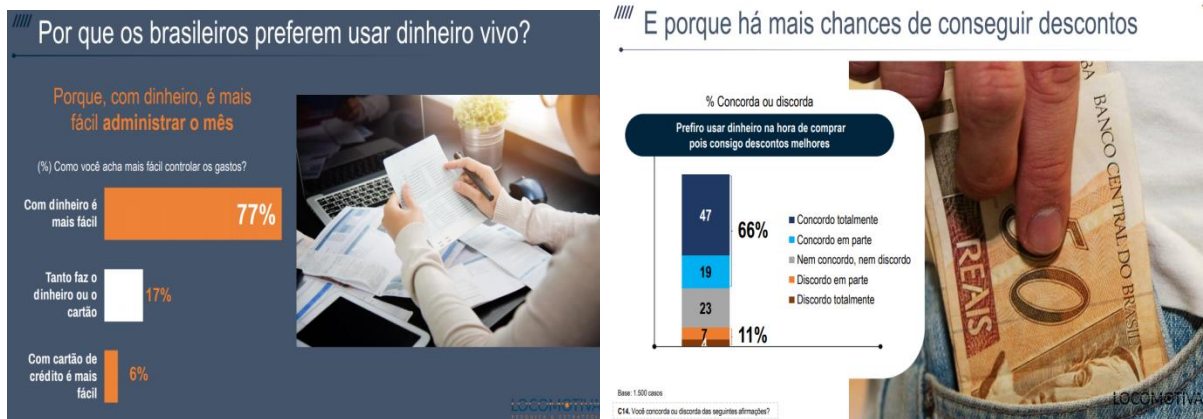 Por que os brasileiros preferem usar dinheiro vivo?
Porque, com dinheiro, é mais
fácil administrar o mês
(%) Como você acha mais fácil controlar os gastos?
Com dinheiro é
mais fácil
77%
Tanto faz o
dinheiro ou o
cartão
17%
Com cartão de
crédito é mais
fácil
6%
LOCOMOTIVA
E porque há mais chances de conseguir descontos
% Concorda ou discorda
Prefiro usar dinheiro na hora de comprar
pois consigo descontos melhores
47
19
23
7
4
66%
11%
Concordo totalmente
Concordo em parte
Nem concordo, nem discordo
Discordo em parte
Discordo totalmente
Base: 1.500 casos
C14. Você concorda ou discorda das seguintes afirmações?
BANCO CENTRAL DO BRASIL
50
REAIS
LOCOMOTIV